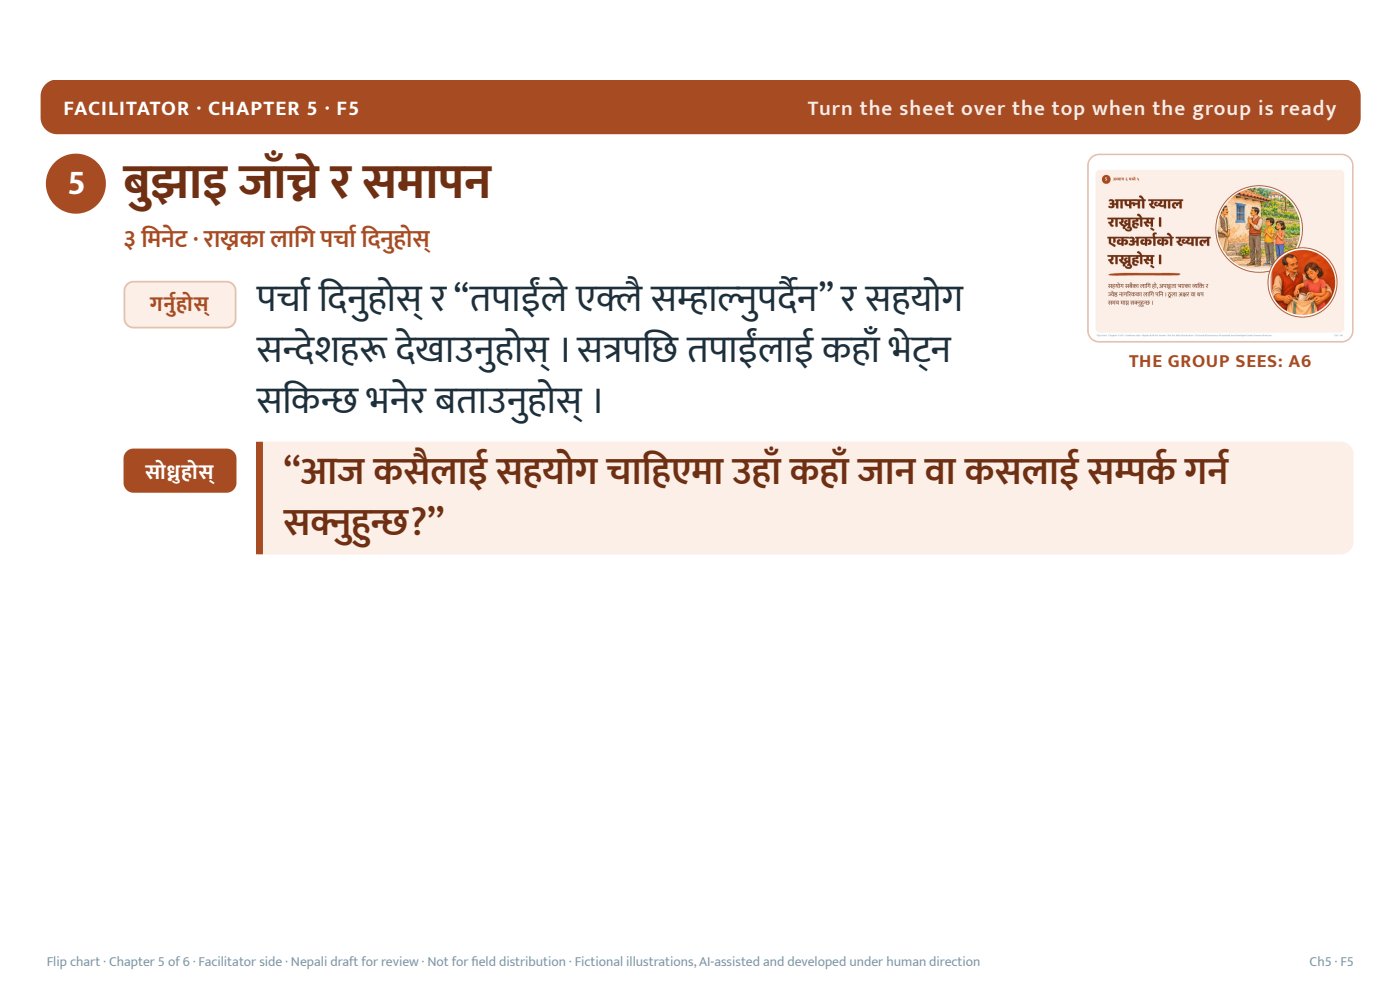 FACILITATOR · CHAPTER 5 · F5
Turn the sheet over the top when the group is ready
5
बुझाइ जाँच्ने र समापन
३ मिनेट · राख्नका लागि पर्चा दिनुहोस्
गर्नुहोस्
पर्चा दिनुहोस् र “तपाईंले एक्लै सम्हाल्नुपर्दैन” र सहयोग
सन्देशहरू देखाउनुहोस् । सत्रपछि तपाईंलाई कहाँ भेट्न
सकिन्छ भनेर बताउनुहोस् ।
आफ्नो ख्याल
राख्नुहोस् ।
एकअर्काको ख्याल
राख्नुहोस् ।
THE GROUP SEES: A6
सोध्नुहोस्
“आज कसैलाई सहयोग चाहिएमा उहाँ कहाँ जान वा कसलाई सम्पर्क गर्न
सक्नुहुन्छ?”
Flip chart · Chapter 5 of 6 · Facilitator side · Nepali draft for review · Not for field distribution · Fictional illustrations, AI-assisted and developed under human direction
Ch5 · F5